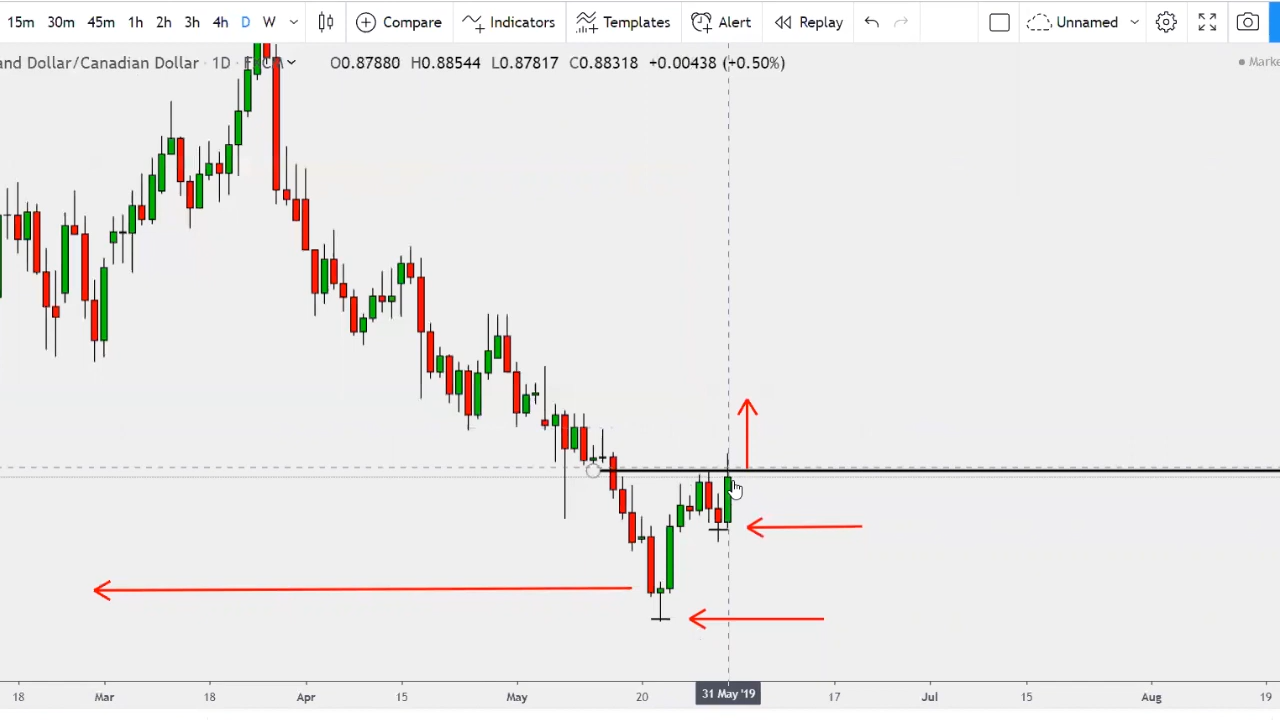 15m 30m 45m 1h 2h 3h 4h D W Compare Indicators Templates Alert Replay Unnamed
and Dollar/Canadian Dollar · 1D · O0.87880 H0.88544 L0.87817 C0.88318 +0.00438 (+0.50%) Marke
18 Mar 18 Apr 15 May 20 31 May '19 17 Jul 15 Aug 19